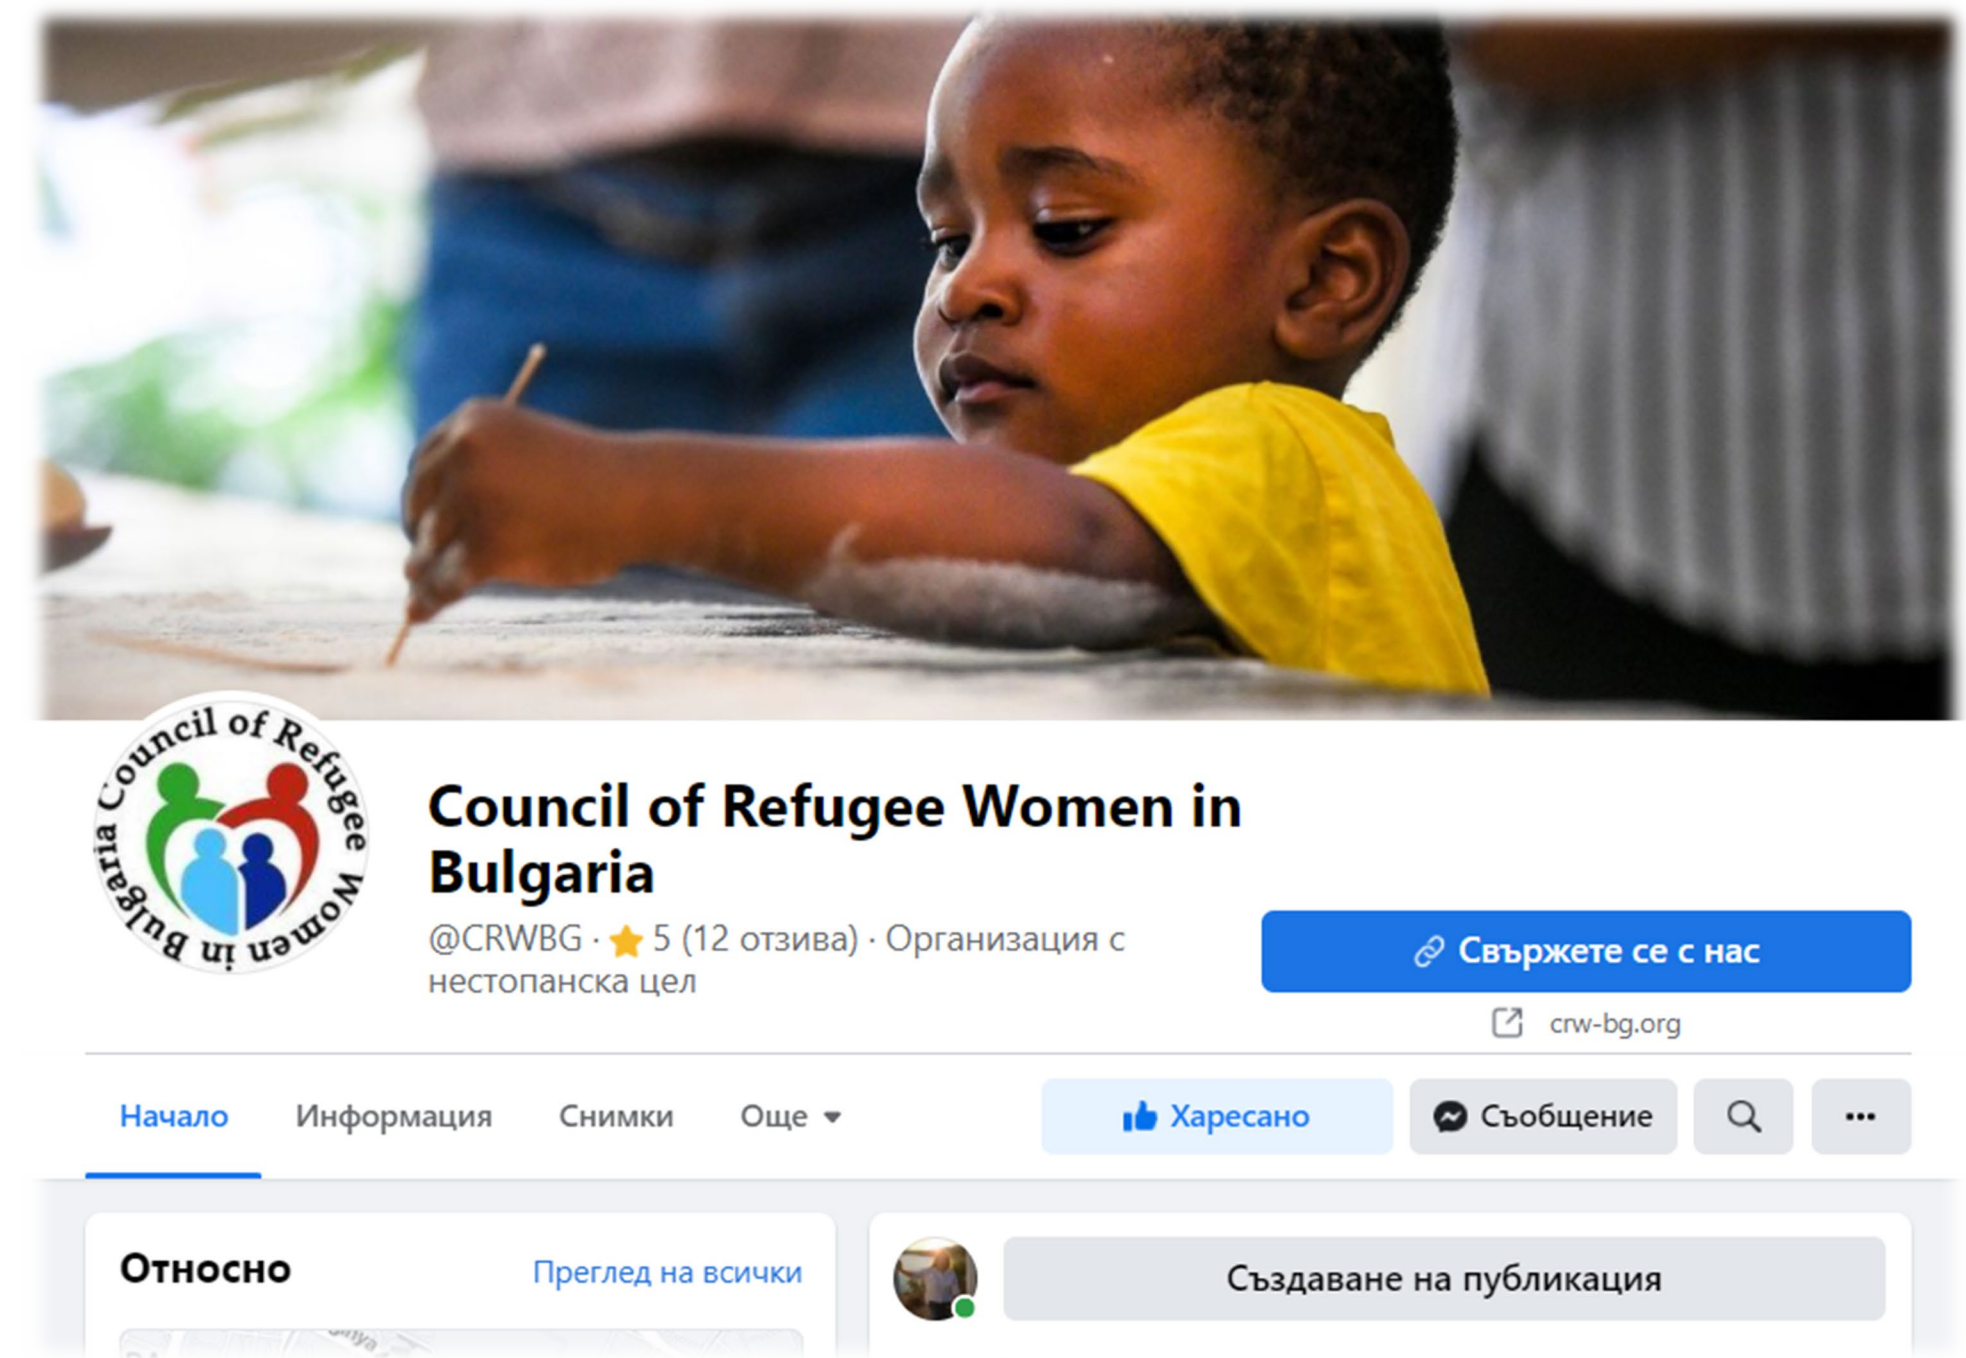 Council of Refugee Women in Bulgaria
Council of Refugee Women in
Bulgaria
@CRWBG · 5 (12 отзива) · Организация с
нестопанска цел
Свържете се с нас
crw-bg.org
Начало Информация Снимки Още
Харесано Съобщение
Относно Преглед на всички
Създаване на публикация